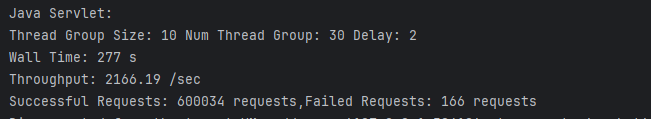 Java Servlet:
Thread Group Size: 10 Num Thread Group: 30 Delay: 2
Wall Time: 277 s
Throughput: 2166.19 /sec
Successful Requests: 600034 requests,Failed Requests: 166 requests